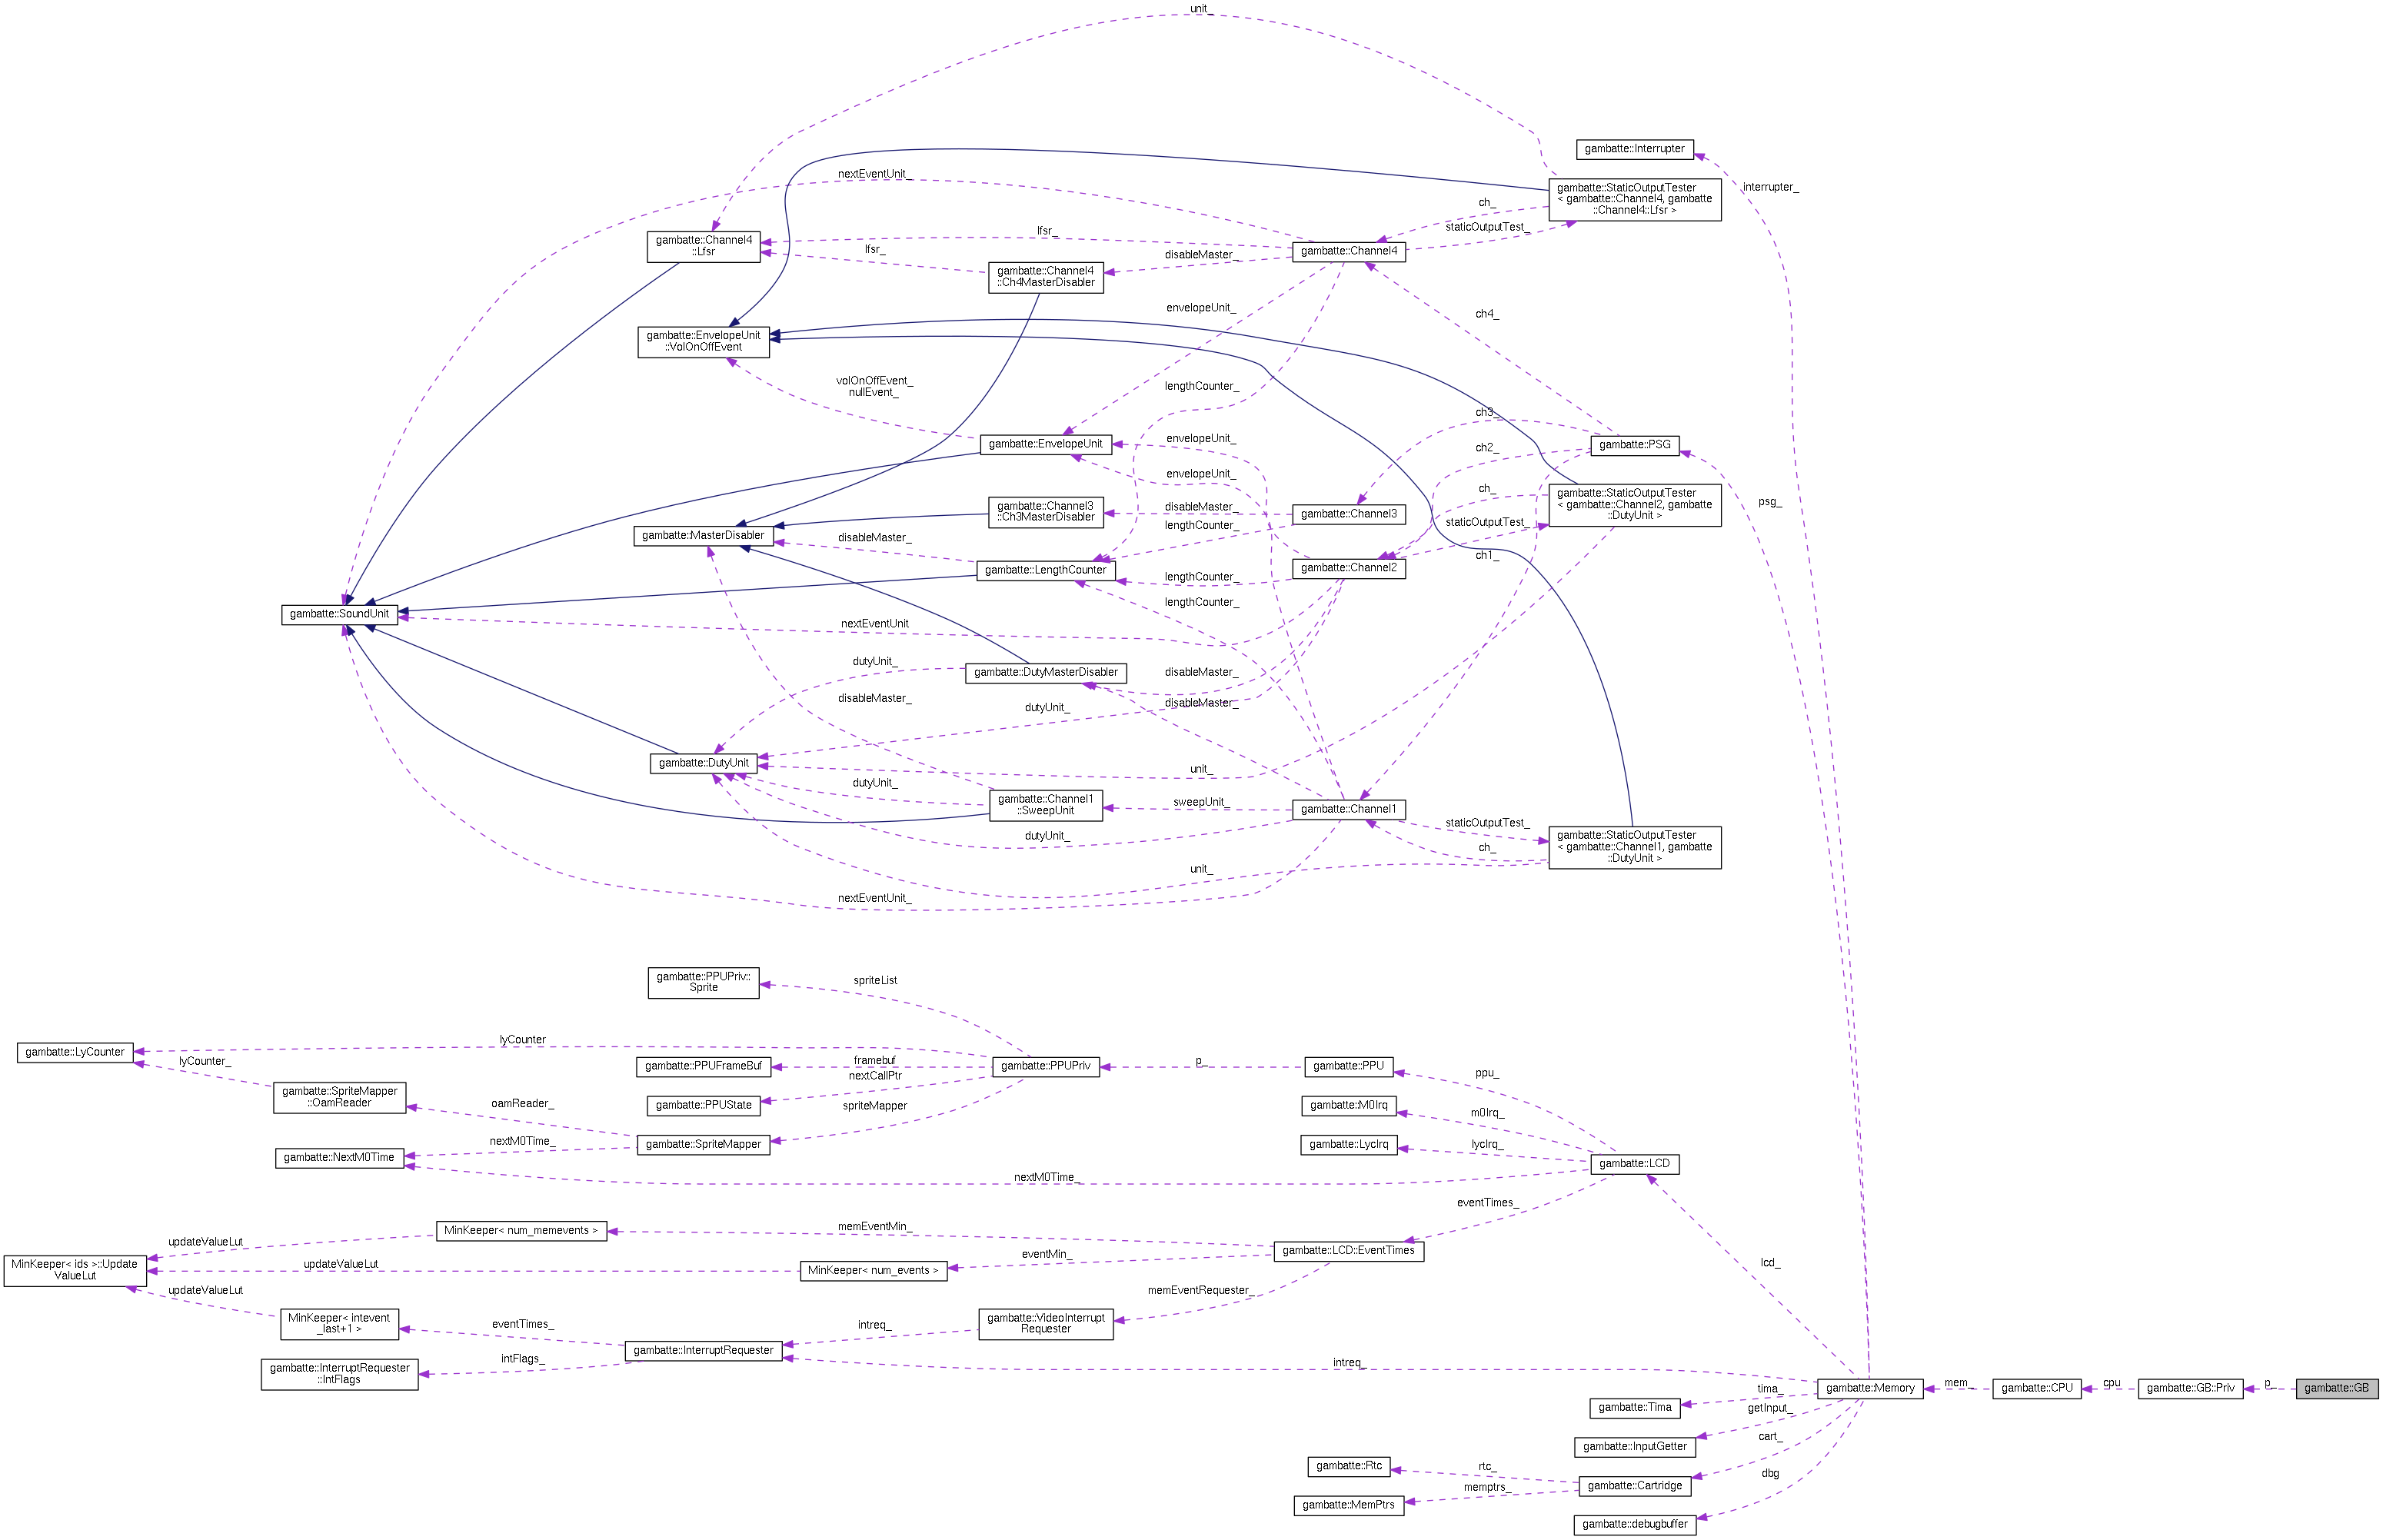 unit_
gambatte::Interrupter
nextEventUnit_
gambatte::StaticOutputTester
< gambatte::Channel4, gambatte
::Channel4::Lfsr >
interrupter_
ch_
staticOutputTest_
lfsr_
gambatte::Channel4
::Lfsr
lfsr_
gambatte::Channel4
disableMaster_
gambatte::Channel4
::Ch4MasterDisabler
envelopeUnit_
ch4_
gambatte::EnvelopeUnit
::VolOnOffEvent
volOnOffEvent_
nullEvent_
lengthCounter_
ch3_
gambatte::EnvelopeUnit
envelopeUnit_
gambatte::PSG
ch2_
envelopeUnit_
ch_
gambatte::StaticOutputTester
< gambatte::Channel2, gambatte
::DutyUnit >
psg_
gambatte::Channel3
::Ch3MasterDisabler
disableMaster_
gambatte::Channel3
gambatte::MasterDisabler
disableMaster_
lengthCounter_
staticOutputTest_
ch1_
gambatte::LengthCounter
lengthCounter_
gambatte::Channel2
lengthCounter_
gambatte::SoundUnit
nextEventUnit
dutyUnit_
gambatte::DutyMasterDisabler
disableMaster_
disableMaster_
disableMaster_
dutyUnit_
gambatte::DutyUnit
unit_
dutyUnit_
gambatte::Channel1
::SweepUnit
sweepUnit_
gambatte::Channel1
staticOutputTest_
dutyUnit_
ch_
gambatte::StaticOutputTester
< gambatte::Channel1, gambatte
::DutyUnit >
unit_
nextEventUnit_
gambatte::PPUPriv::
Sprite
spriteList
gambatte::LyCounter
lyCounter
lyCounter_
gambatte::PPUFrameBuf
framebuf
nextCallPtr
gambatte::PPUPriv
p_
gambatte::PPU
ppu_
gambatte::SpriteMapper
::OamReader
oamReader_
gambatte::PPUState
spriteMapper
gambatte::M0Irq
m0Irq_
gambatte::NextM0Time
nextM0Time_
gambatte::SpriteMapper
gambatte::LycIrq
lycIrq_
gambatte::LCD
nextM0Time_
eventTimes_
MinKeeper< num_memevents >
memEventMin_
updateValueLut
MinKeeper< ids >::Update
ValueLut
updateValueLut
MinKeeper< num_events >
eventMin_
gambatte::LCD::EventTimes
lcd_
updateValueLut
memEventRequester_
MinKeeper< intevent
_last+1 >
eventTimes_
gambatte::InterruptRequester
intreq_
gambatte::VideoInterrupt
Requester
gambatte::InterruptRequester
::IntFlags
intFlags_
intreq_
gambatte::Memory
mem_
gambatte::CPU
cpu
gambatte::GB::Priv
p_
gambatte::GB
gambatte::Tima
tima_
getInput_
gambatte::InputGetter
cart_
gambatte::Rtc
rtc_
gambatte::Cartridge
dbg
gambatte::MemPtrs
memptrs_
gambatte::debugbuffer